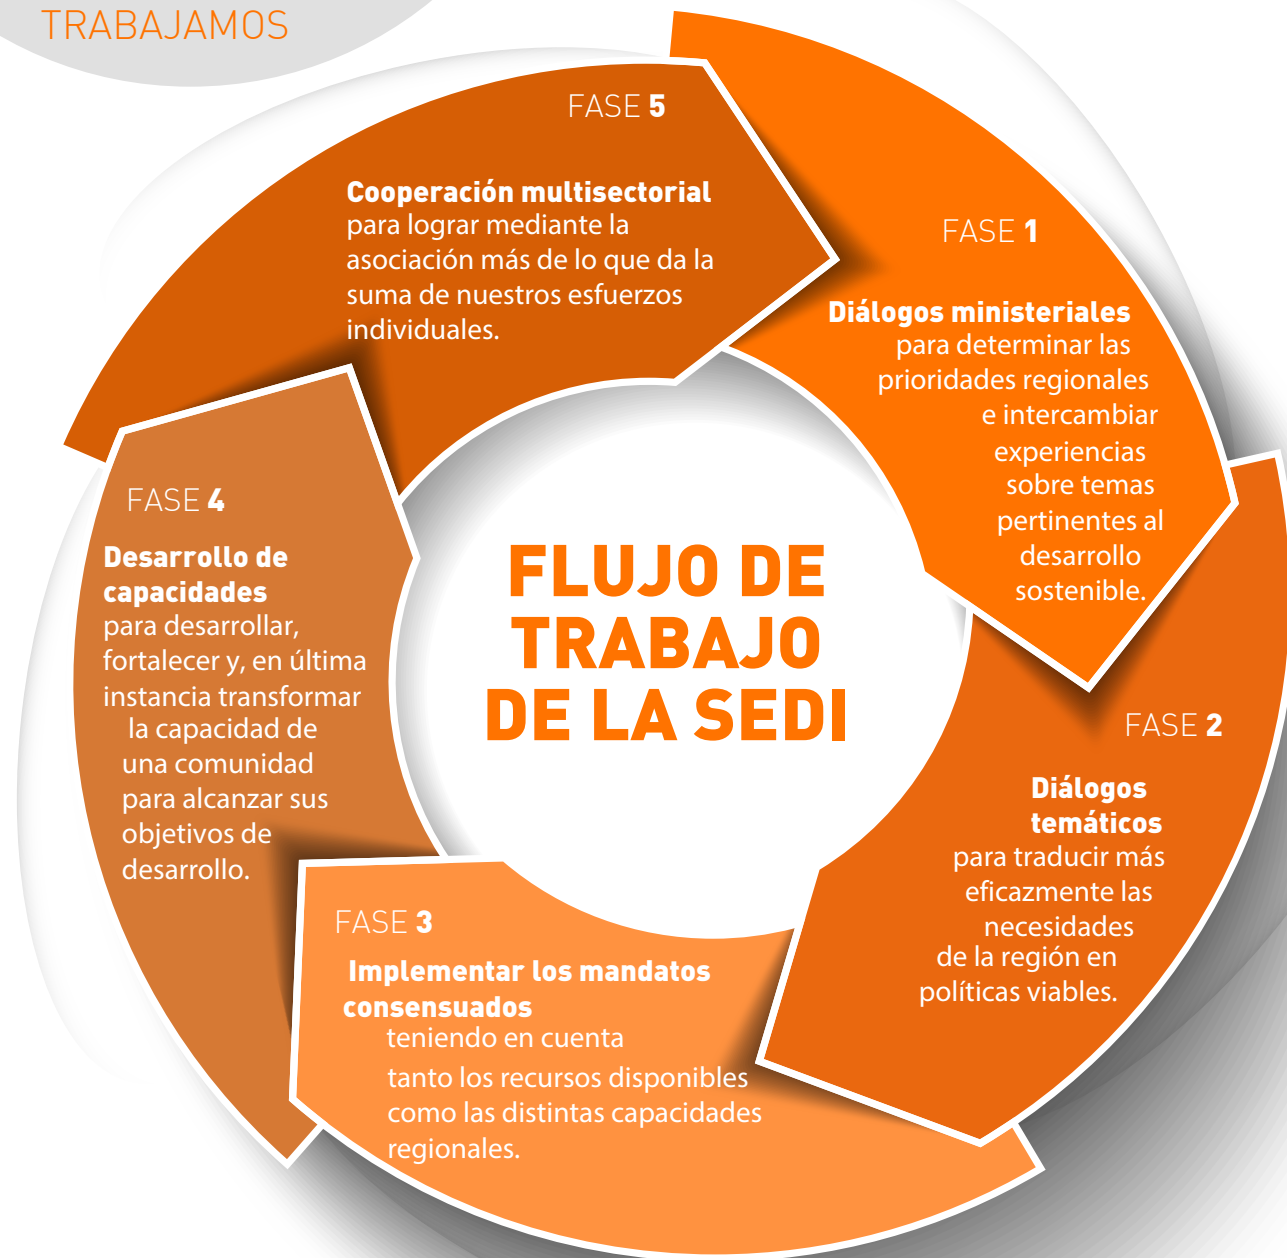 TRABAJAMOS
FASE 5
Cooperación multisectorial
para lograr mediante la
asociación más de lo que da la
suma de nuestros esfuerzos
individuales.
FASE 1
Diálogos ministeriales
para determinar las
prioridades regionales
e intercambiar
experiencias
sobre temas
pertinentes al
desarrollo
sostenible.
FASE 4
Desarrollo de
capacidades
para desarrollar,
fortalecer y, en última
instancia transformar
la capacidad de
una comunidad
para alcanzar sus
objetivos de
desarrollo.
FLUJO DE
TRABAJO
DE LA SEDI
FASE 2
Diálogos
temáticos
para traducir más
eficazmente las
necesidades
de la región en
políticas viables.
FASE 3
Implementar los mandatos
consensuados
teniendo en cuenta
tanto los recursos disponibles
como las distintas capacidades
regionales.